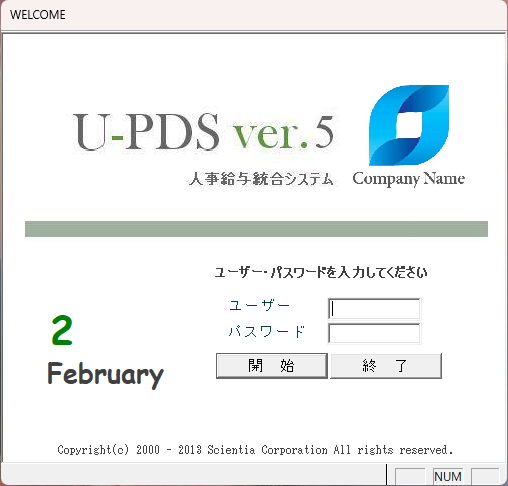 WELCOME
U-PDS ver.5
人事給与統合システム
Company Name
ユーザー・パスワードを入力してください
ユーザー
パスワード
2
February
開 始
終 了
Copyright(c) 2000 - 2013 Scientia Corporation All rights reserved.
NUM